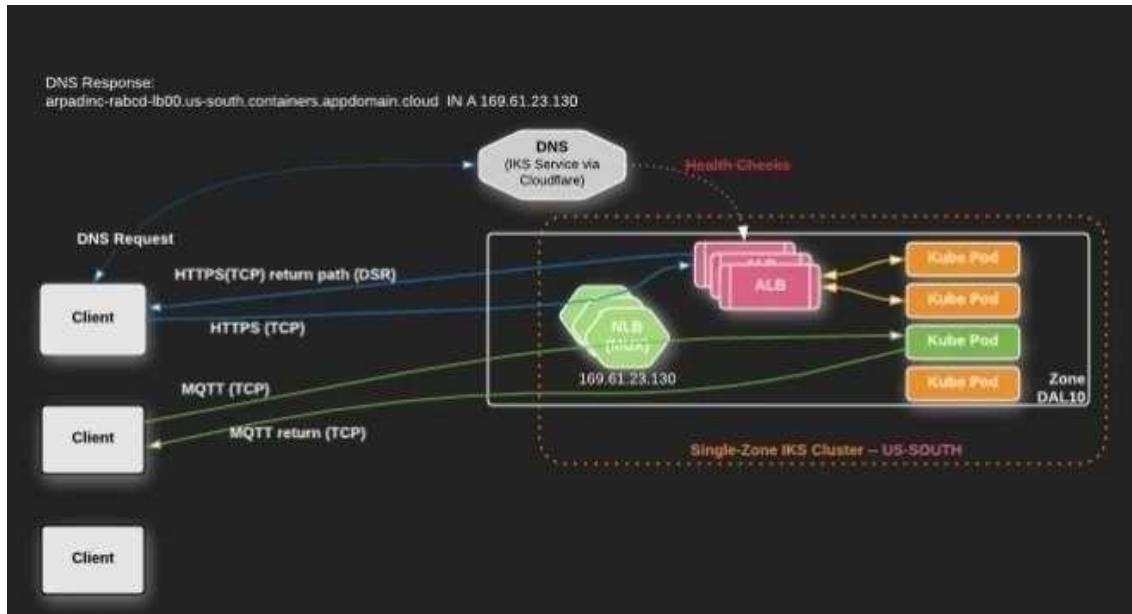 DNS Response:
arpadinc-rabcd-lb00.us-south.containers.appdomain.cloud IN A 169.61.23.130
DNS
(IKS Service via
Cloudflare)
Health Checks
DNS Request
HTTPS(TCP) return path (DSR)
Kube Pod
ALB
Client
Kube Pod
HTTPS (TCP)
NLB
(MUX)
Kube Pod
169.61.23.130
Kube Pod
Zone
DAL10
MQTT (TCP)
Client
MQTT return (TCP)
Single-Zone IKS Cluster -- US-SOUTH
Client